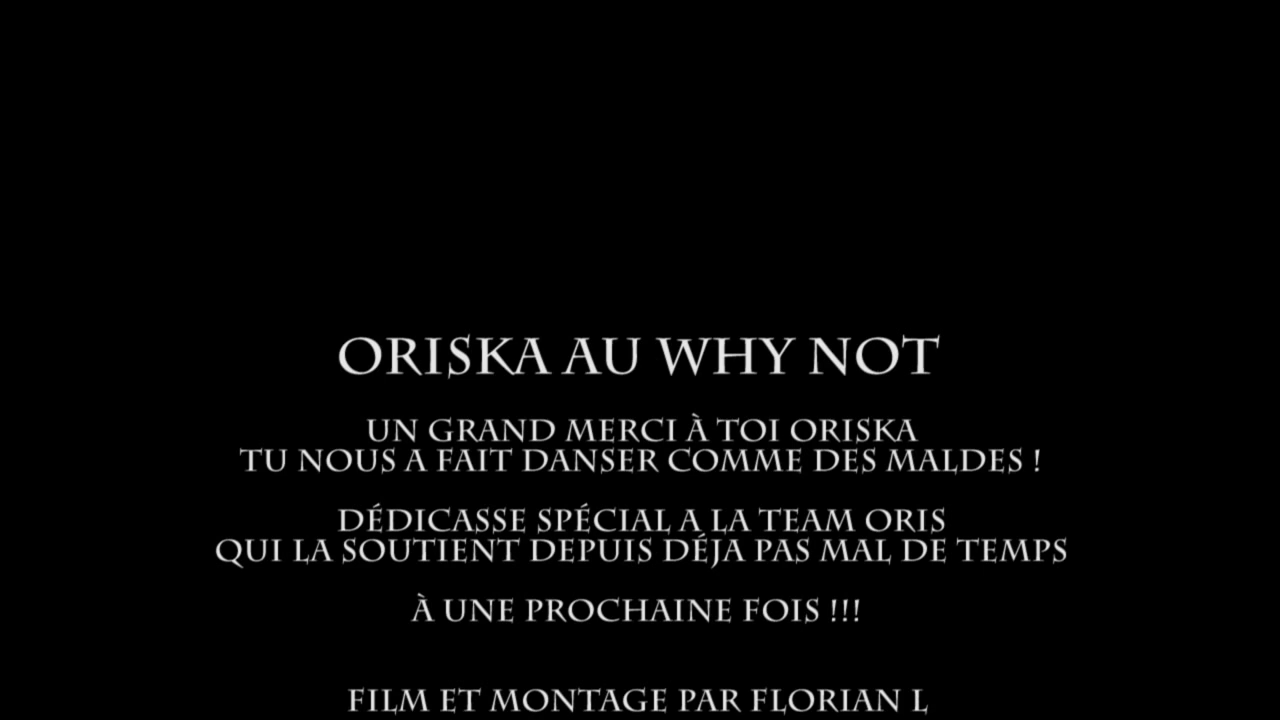 ORISKA AU WHY NOT
UN GRAND MERCI À TOI ORISKA
TU NOUS A FAIT DANSER COMME DES MALDES !
DÉDICASSE SPÉCIAL A LA TEAM ORIS
QUI LA SOUTIENT DEPUIS DÉJA PAS MAL DE TEMPS
À UNE PROCHAINE FOIS !!!
FILM ET MONTAGE PAR FLORIAN L